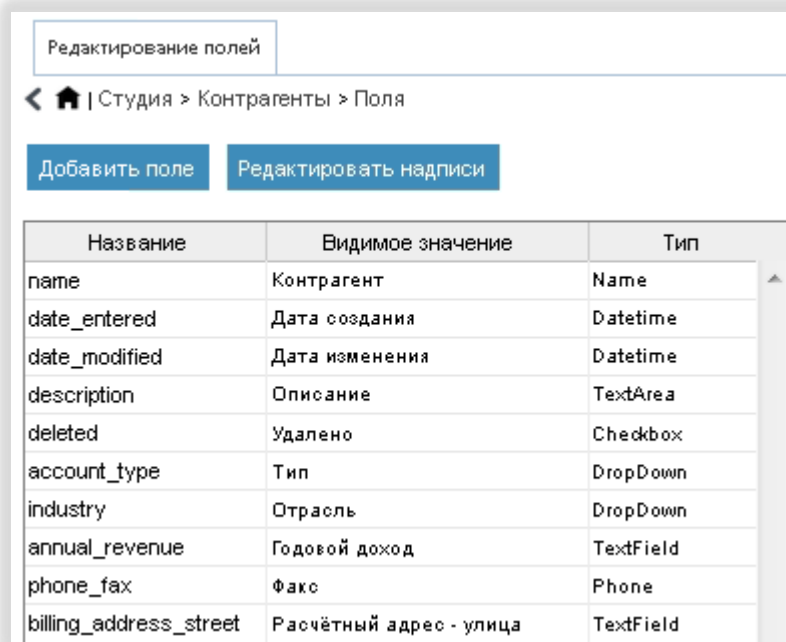 Редактирование полей
| Студия > Контрагенты > Поля
Добавить поле Редактировать надписи
Название Видимое значение Тип
name Контрагент Name
date_entered Дата создания Datetime
date_modified Дата изменения Datetime
description Описание TextArea
deleted Удалено Checkbox
account_type Тип DropDown
industry Отрасль DropDown
annual_revenue Годовой доход TextField
phone_fax Факс Phone
billing_address_street Расчётный адрес - улица TextField